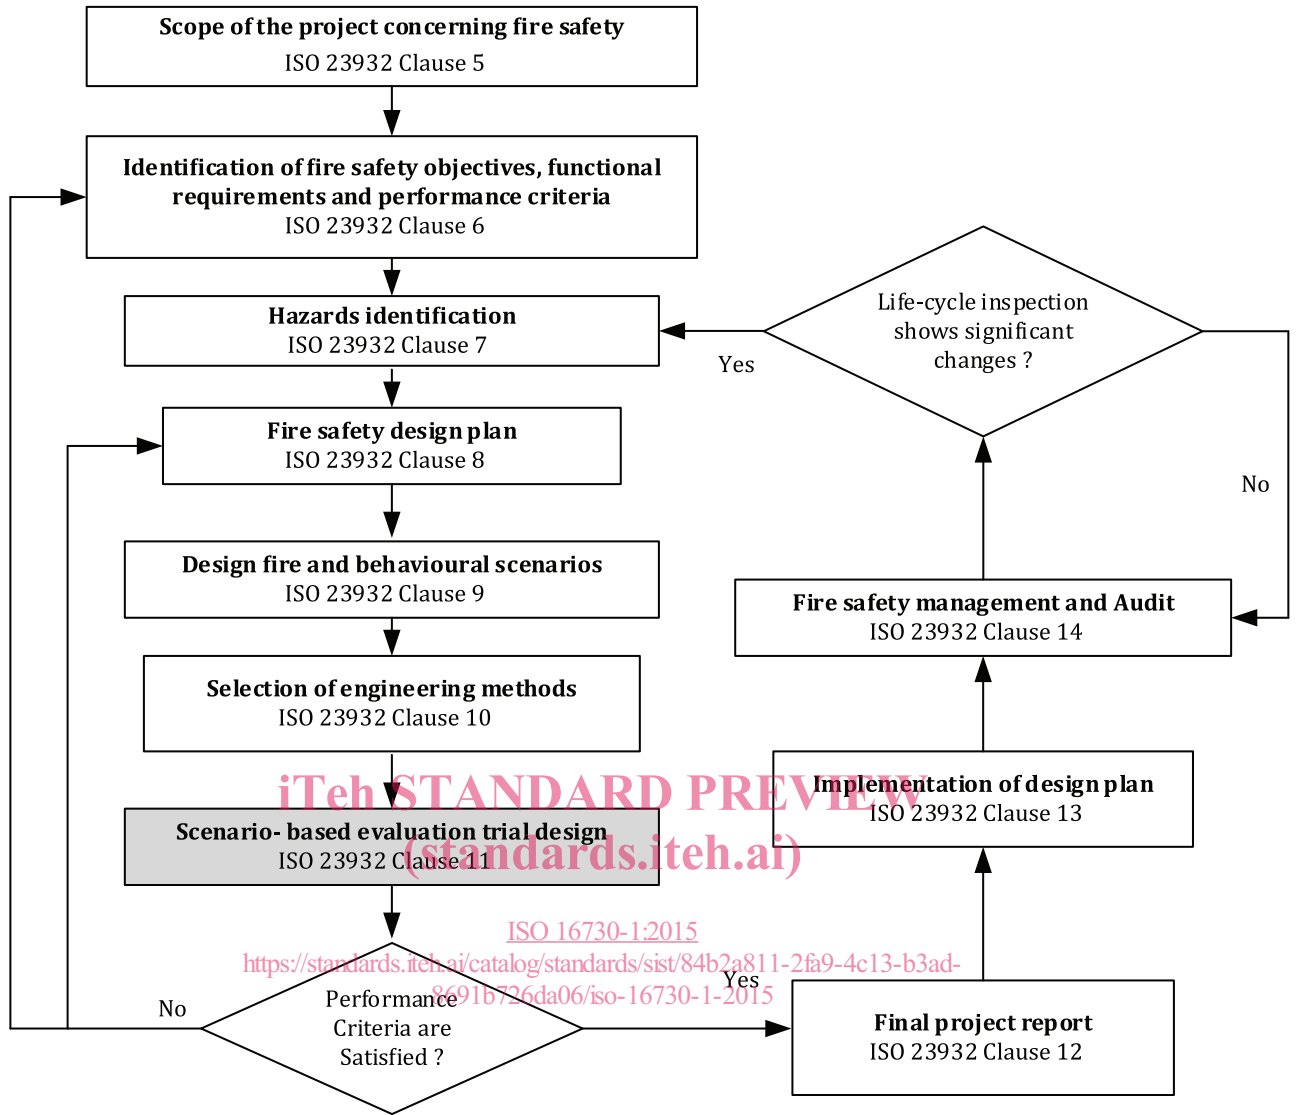 Scope of the project concerning fire safety
ISO 23932 Clause 5
Identification of fire safety objectives, functional
requirements and performance criteria
ISO 23932 Clause 6
Hazards identification
ISO 23932 Clause 7
Fire safety design plan
ISO 23932 Clause 8
Design fire and behavioural scenarios
ISO 23932 Clause 9
Selection of engineering methods
ISO 23932 Clause 10
iTeh STANDARD PREVIEW
(standards.iteh.ai)
Scenario- based evaluation trial design
ISO 23932 Clause 11
ISO 16730-1:2015
https://standards.iteh.ai/catalog/standards/sist/84b2a811-2fa9-4c13-b3ad-
8691b726da06/iso-16730-1-2015
Performance
Criteria are
Satisfied ?
No
Yes
Final project report
ISO 23932 Clause 12
Implementation of design plan
ISO 23932 Clause 13
Fire safety management and Audit
ISO 23932 Clause 14
Life-cycle inspection
shows significant
changes ?
Yes
No